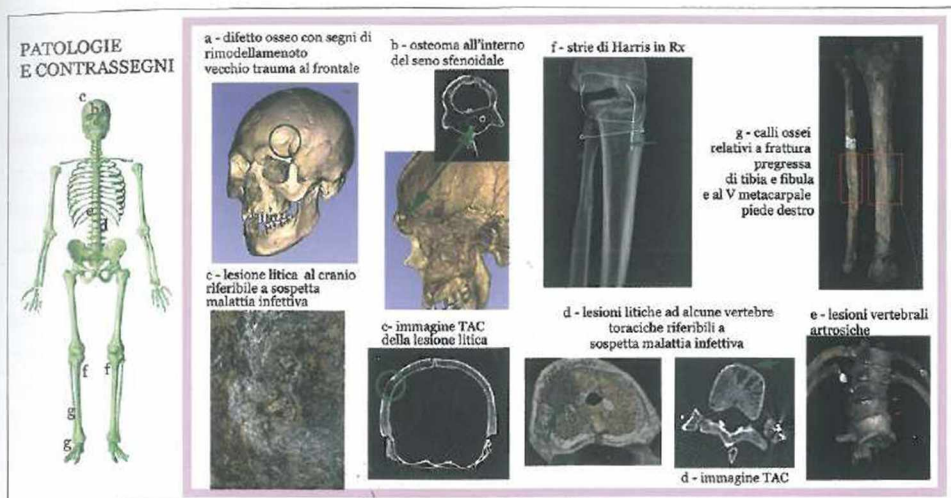 PATOLOGIE
E CONTRASSEGNI
c
b
e
d
f
f
g
g
a - difetto osseo con segni di
rimodellamenoto
vecchio trauma al frontale
b - osteoma all'interno
del seno sfenoidale
f - strie di Harris in Rx
g - calli ossei
relativi a frattura
pregressa
di tibia e fibula
e al V metacarpale
piede destro
c - lesione litica al cranio
riferibile a sospetta
malattia infettiva
c- immagine TAC
della lesione litica
d - lesioni litiche ad alcune vertebre
toraciche riferibili a
sospetta malattia infettiva
d - immagine TAC
e - lesioni vertebrali
artrosiche